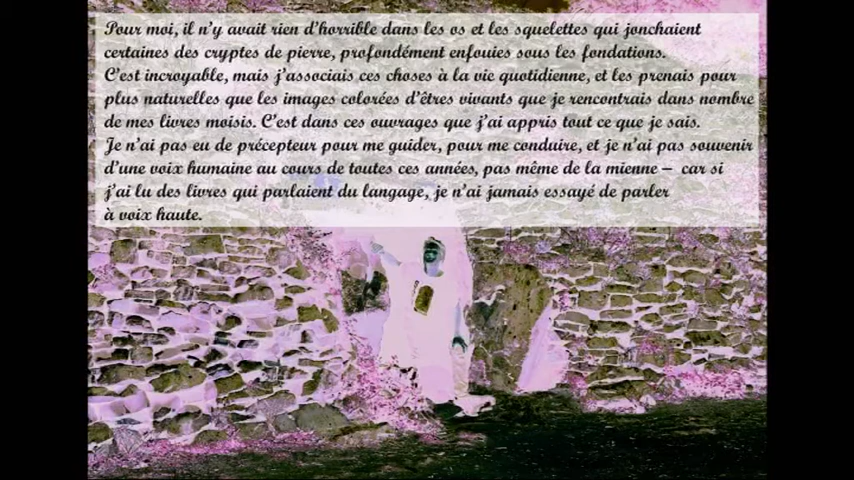 Pour moi, il n'y avait rien d'horrible dans les os et les squelettes qui jonchaient
certaines des cryptes de pierre, profondément enfouies sous les fondations.
C'est incroyable, mais j'associais ces choses à la vie quotidienne, et les prenais pour
plus naturelles que les images colorées d'êtres vivants que je rencontrais dans nombre
de mes livres moisis. C'est dans ces ouvrages que j'ai appris tout ce que je sais.
Je n'ai pas eu de précepteur pour me guider, pour me conduire, et je n'ai pas souvenir
d'une voix humaine au cours de toutes ces années, pas même de la mienne – car si
j'ai lu des livres qui parlaient du langage, je n'ai jamais essayé de parler
à voix haute.